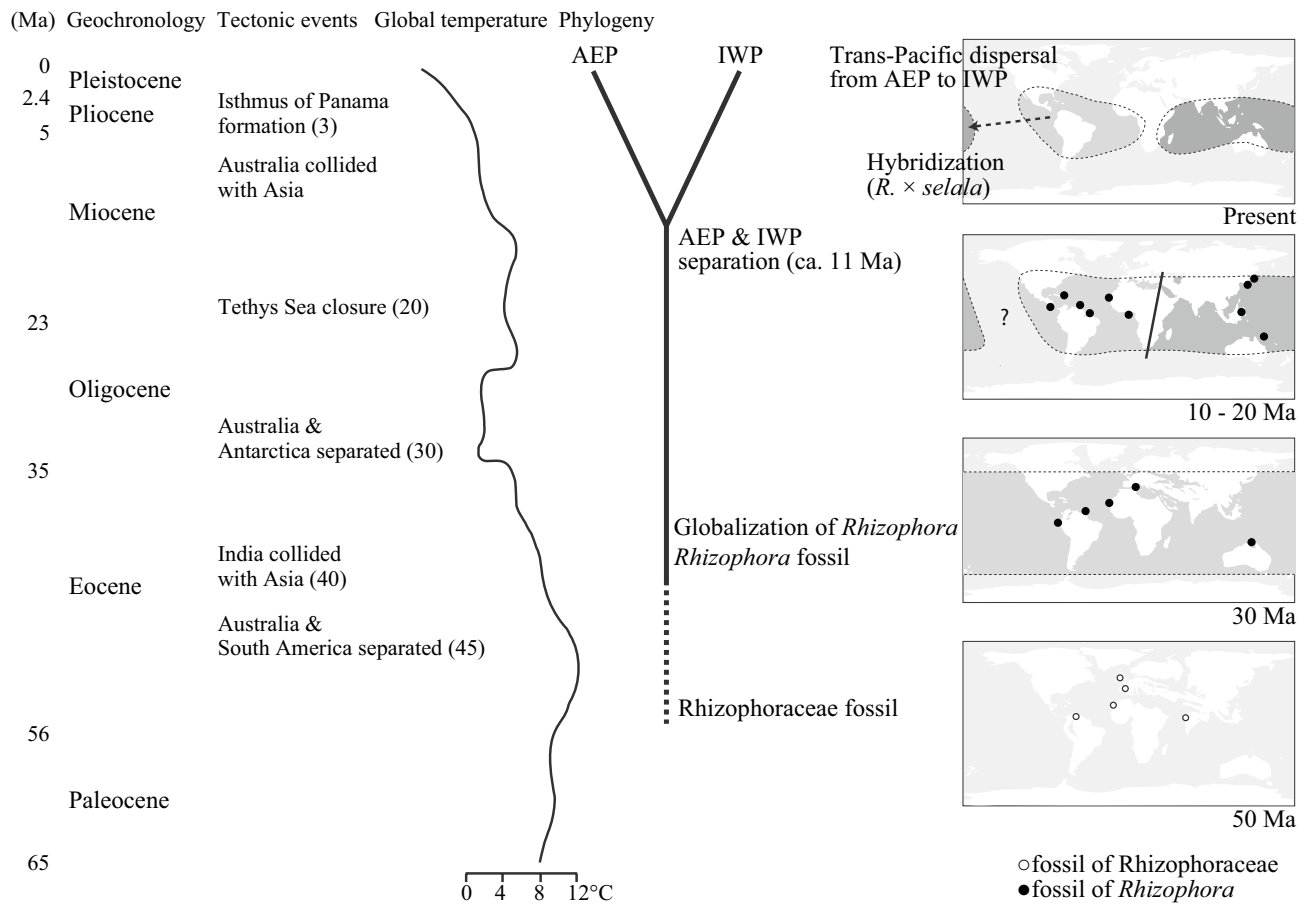 (Ma) Geochronology Tectonic events Global temperature Phylogeny
0
Pleistocene
2.4
Pliocene
5
Miocene
23
Oligocene
35
Eocene
56
Paleocene
65
Isthmus of Panama
formation (3)
Australia collided
with Asia
Tethys Sea closure (20)
Australia &
Antarctica separated (30)
India collided
with Asia (40)
Australia &
South America separated (45)
0 4 8 12°C
AEP IWP
AEP & IWP
separation (ca. 11 Ma)
Globalization of Rhizophora
Rhizophora fossil
Rhizophoraceae fossil
Trans-Pacific dispersal
from AEP to IWP
Hybridization
(R. × selala)
Present
?
10 - 20 Ma
30 Ma
50 Ma
fossil of Rhizophoraceae
fossil of Rhizophora